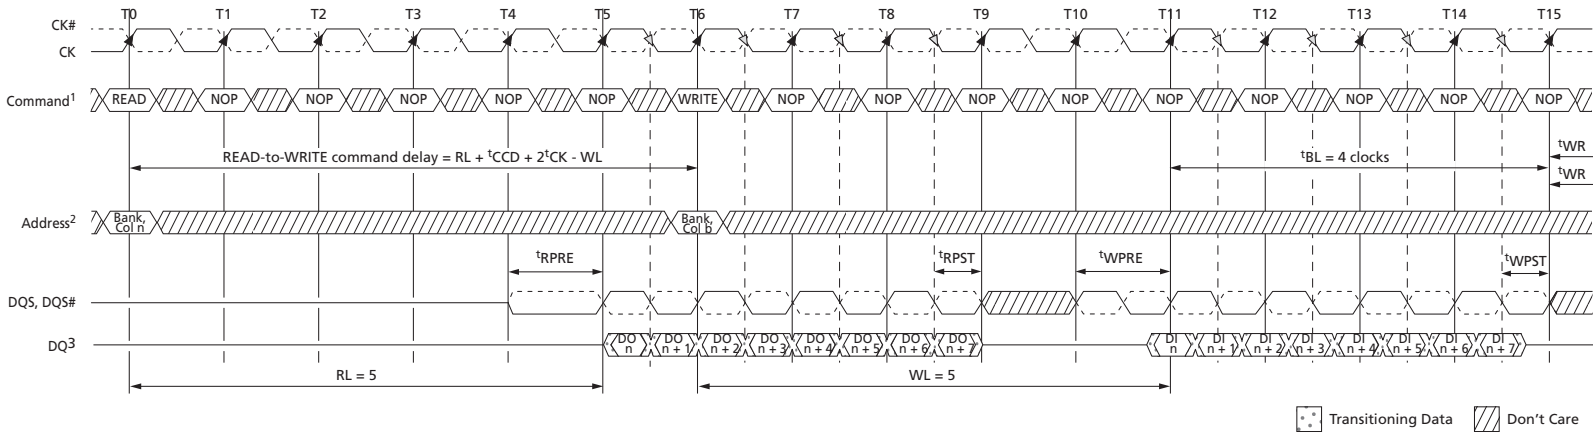 T0 T1 T2 T3 T4 T5 T6 T7 T8 T9 T10 T11 T12 T13 T14 T15
CK#
CK
Command1 READ NOP NOP NOP NOP NOP WRITE NOP NOP NOP NOP NOP NOP NOP NOP NOP
READ-to-WRITE command delay = RL + tCCD + 2tCK - WL
tBL = 4 clocks
tWR
tWR
Address2
Bank, Col n
Bank, Col b
tRPRE tRPST tWPRE tWPST
DQS, DQS#
DQ3
DO n DO n + 1 DO n + 2 DO n + 3 DO n + 4 DO n + 5 DO n + 6 DO n + 7
DI n DI n + 1 DI n + 2 DI n + 3 DI n + 4 DI n + 5 DI n + 6 DI n + 7
RL = 5 WL = 5
Transitioning Data Don't Care